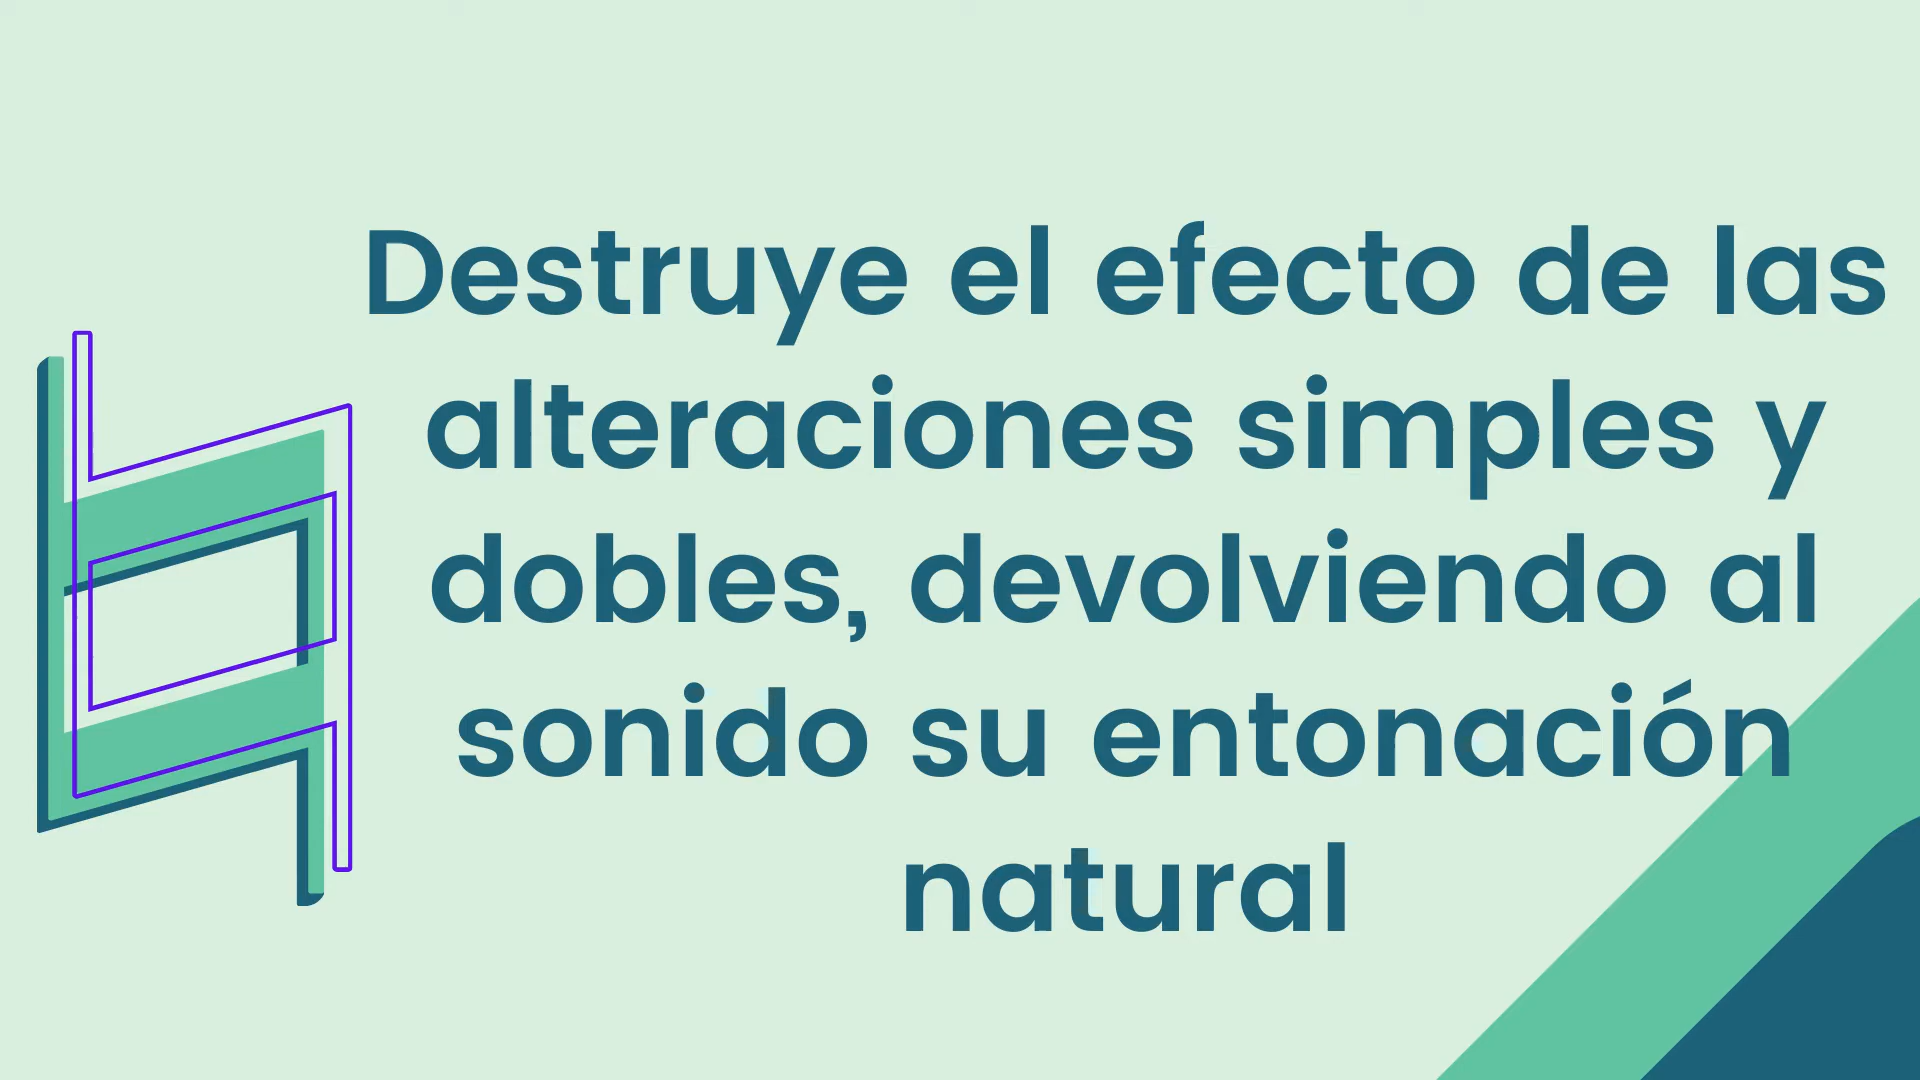 Destruye el efecto de las
alteraciones simples y
dobles, devolviendo al
sonido su entonación
natural